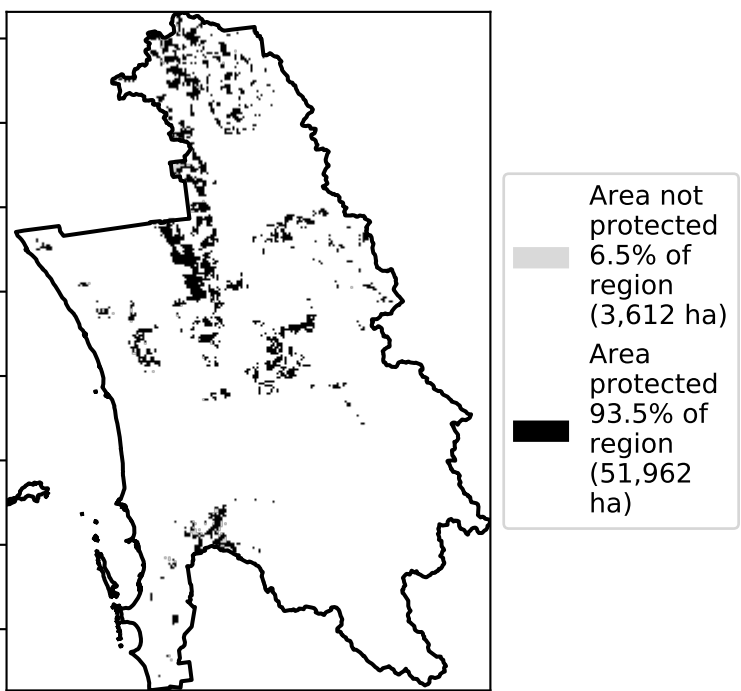 Area not
protected
6.5% of
region
(3,612 ha)
Area
protected
93.5% of
region
(51,962
ha)